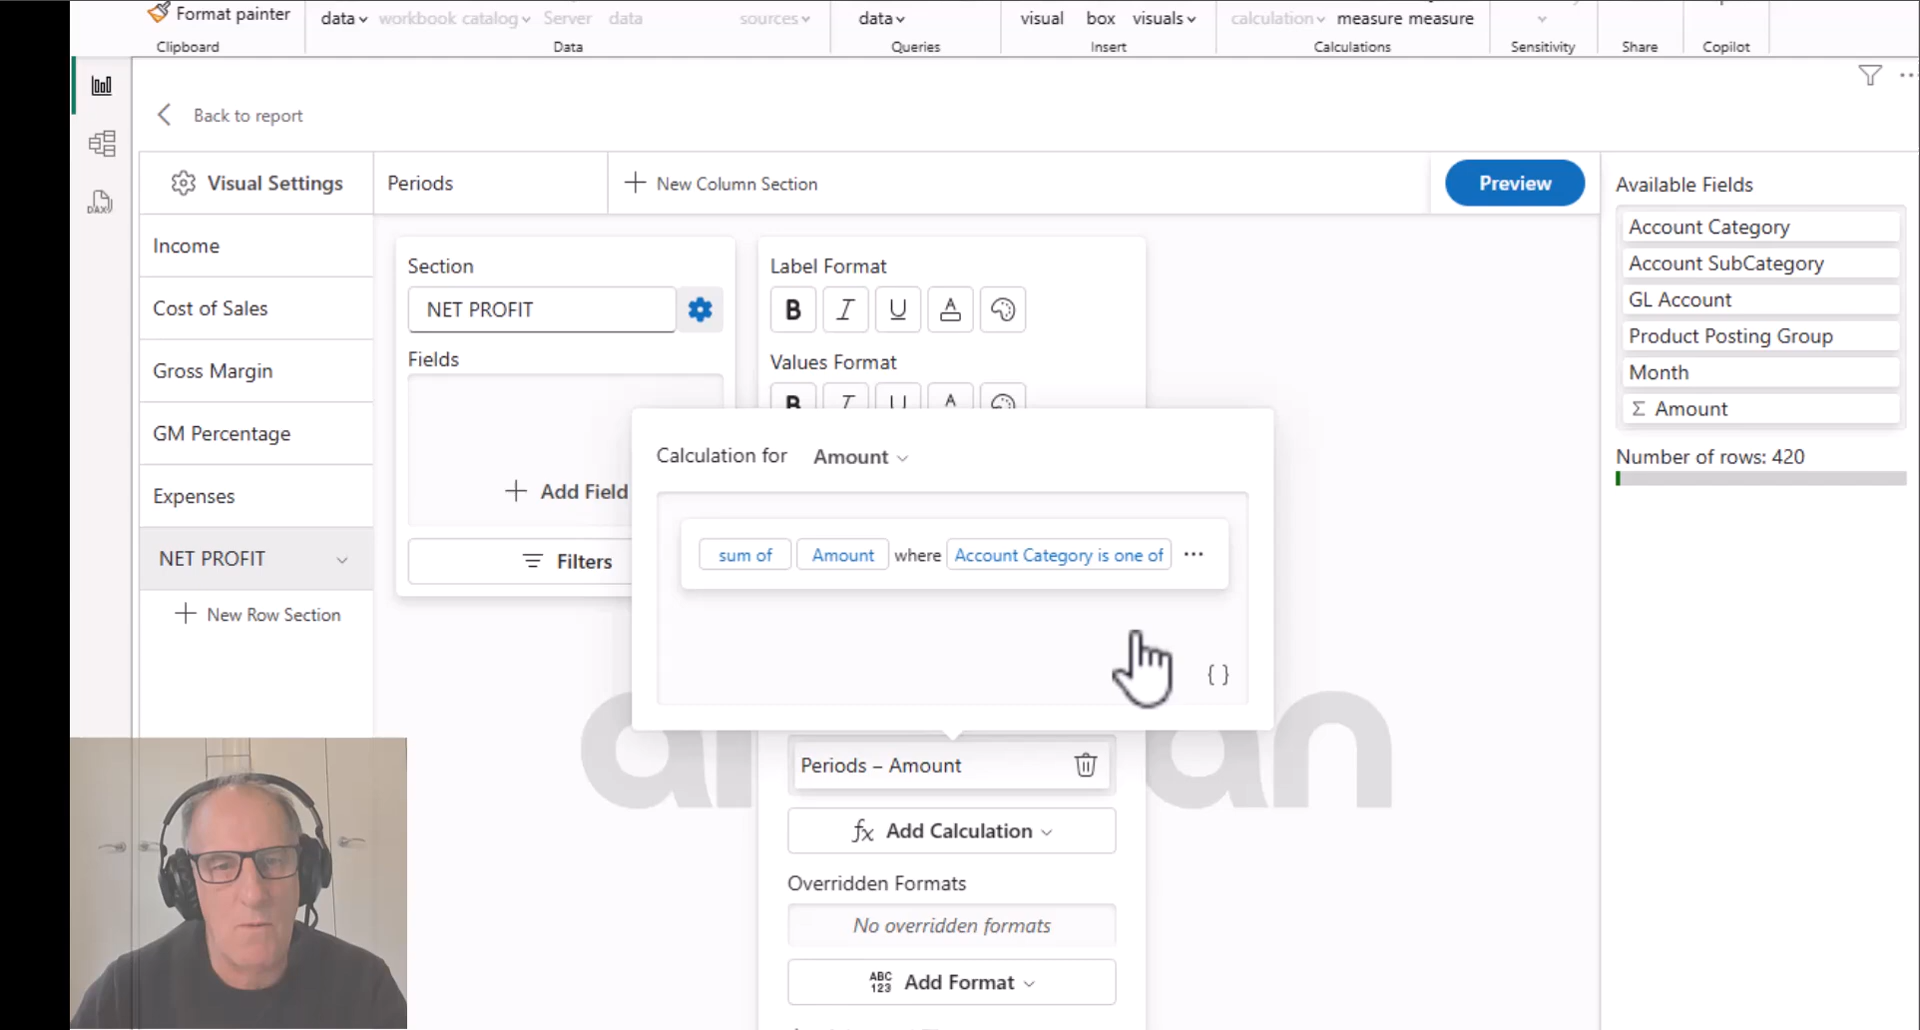 Format painter
data
workbook catalog
Server
data
sources
data
visual
box
visuals
calculation
measure measure
Clipboard
Data
Queries
Insert
Calculations
Sensitivity
Share
Copilot
Back to report
Visual Settings
Periods
New Column Section
Preview
Available Fields
Income
Cost of Sales
Gross Margin
GM Percentage
Expenses
NET PROFIT
New Row Section
Section
NET PROFIT
Fields
Add Field
Filters
Label Format
B I U A
Values Format
B I U A
Calculation for Amount
sum of Amount where Account Category is one of ...
{ }
Periods – Amount
fx Add Calculation
Overridden Formats
No overridden formats
ABC
123
Add Format
Account Category
Account SubCategory
GL Account
Product Posting Group
Month
Σ Amount
Number of rows: 420
DAX